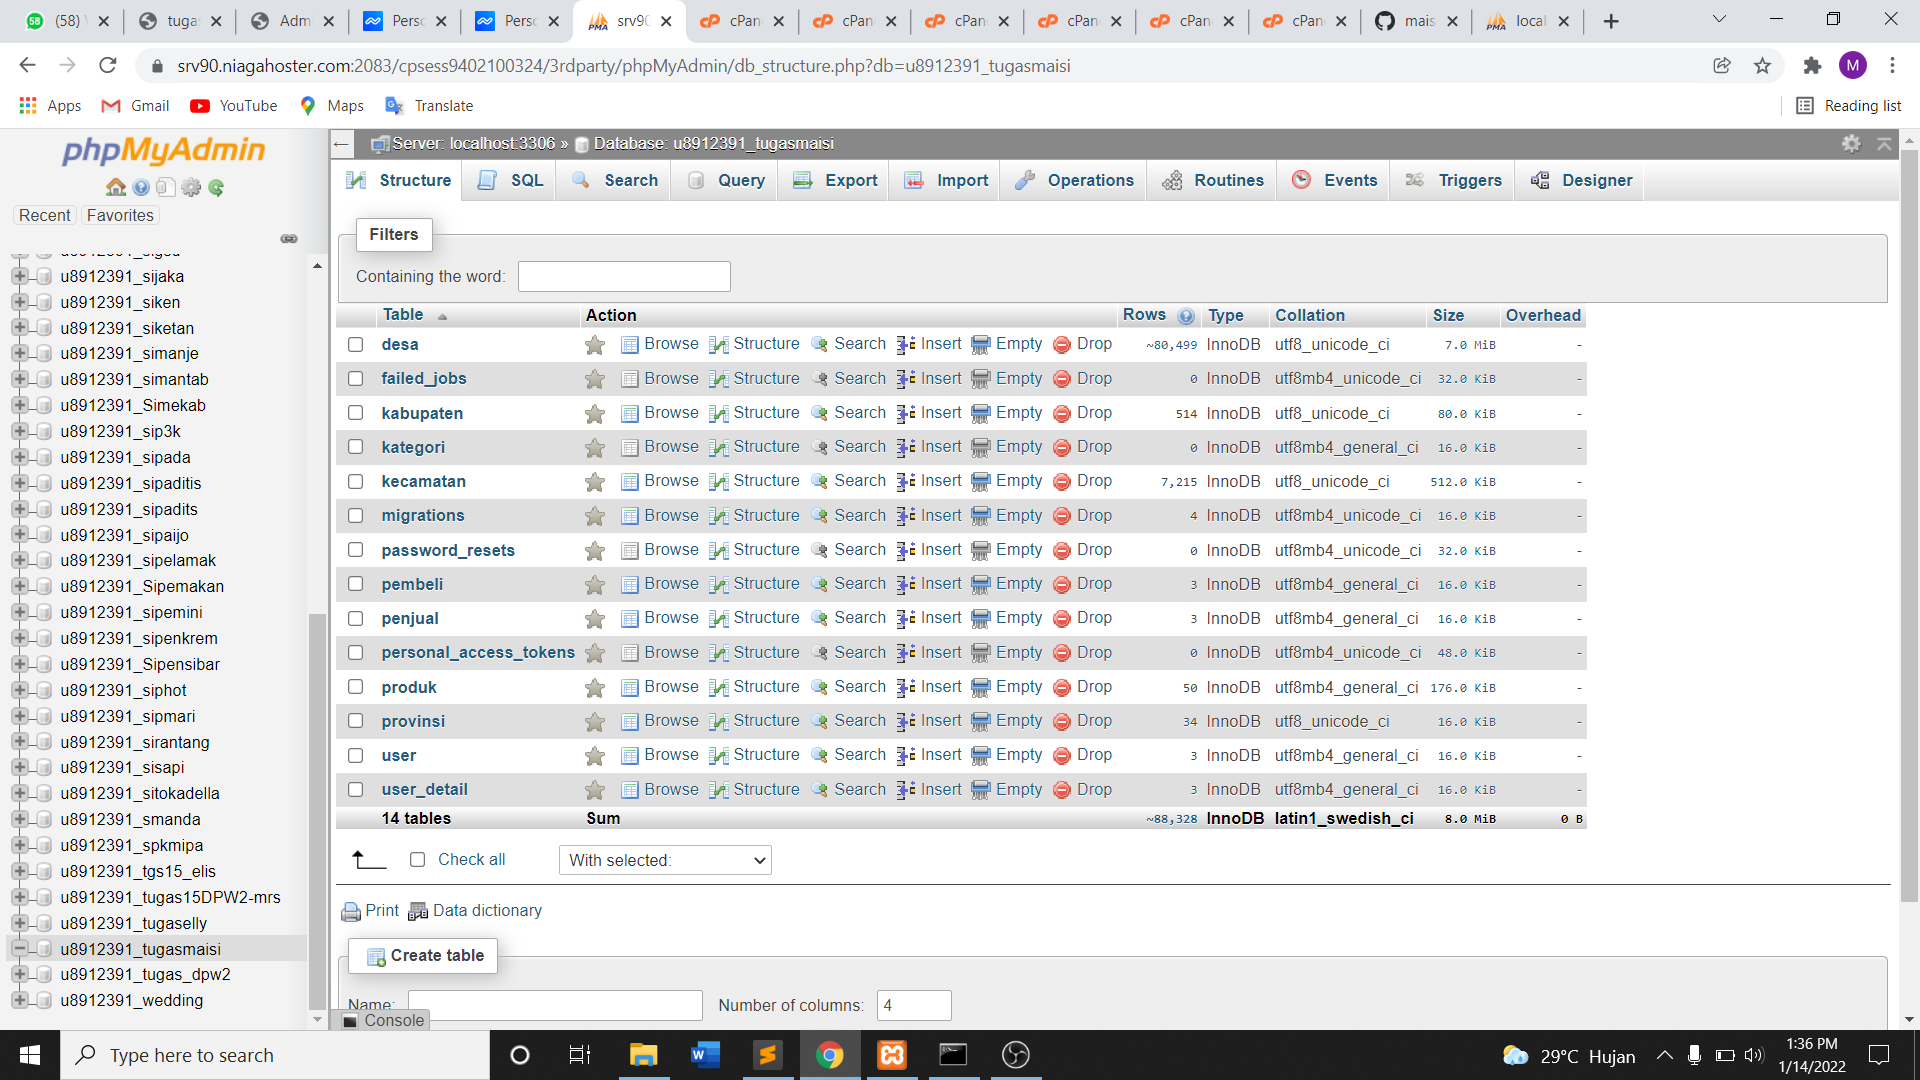 (58)
tugas
Adm
Perso
Perso
srv90
cPan
cPan
cPan
cPan
cPan
cPan
mais
local
srv90.niagahoster.com:2083/cpsess9402100324/3rdparty/phpMyAdmin/db_structure.php?db=u8912391_tugasmaisi
M
Apps
Gmail
YouTube
Maps
Translate
Reading list
phpMyAdmin
Recent
Favorites
u8912391_sijaka
u8912391_siken
u8912391_siketan
u8912391_simanje
u8912391_simantab
u8912391_Simekab
u8912391_sip3k
u8912391_sipada
u8912391_sipaditis
u8912391_sipadits
u8912391_sipaijo
u8912391_sipelamak
u8912391_Sipemakan
u8912391_sipemini
u8912391_sipenkrem
u8912391_Sipensibar
u8912391_siphot
u8912391_sipmari
u8912391_sirantang
u8912391_sisapi
u8912391_sitokadella
u8912391_smanda
u8912391_spkmipa
u8912391_tgs15_elis
u8912391_tugas15DPW2-mrs
u8912391_tugaselly
u8912391_tugasmaisi
u8912391_tugas_dpw2
u8912391_wedding
Server: localhost:3306 » Database: u8912391_tugasmaisi
Structure SQL Search Query Export Import Operations Routines Events Triggers Designer
Filters
Containing the word:
Table Action Rows Type Collation Size Overhead
desa Browse Structure Search Insert Empty Drop ~80,499 InnoDB utf8_unicode_ci 7.0 MiB -
failed_jobs Browse Structure Search Insert Empty Drop 0 InnoDB utf8mb4_unicode_ci 32.0 KiB -
kabupaten Browse Structure Search Insert Empty Drop 514 InnoDB utf8_unicode_ci 80.0 KiB -
kategori Browse Structure Search Insert Empty Drop 0 InnoDB utf8mb4_general_ci 16.0 KiB -
kecamatan Browse Structure Search Insert Empty Drop 7,215 InnoDB utf8_unicode_ci 512.0 KiB -
migrations Browse Structure Search Insert Empty Drop 4 InnoDB utf8mb4_unicode_ci 16.0 KiB -
password_resets Browse Structure Search Insert Empty Drop 0 InnoDB utf8mb4_unicode_ci 32.0 KiB -
pembeli Browse Structure Search Insert Empty Drop 3 InnoDB utf8mb4_general_ci 16.0 KiB -
penjual Browse Structure Search Insert Empty Drop 3 InnoDB utf8mb4_general_ci 16.0 KiB -
personal_access_tokens Browse Structure Search Insert Empty Drop 0 InnoDB utf8mb4_unicode_ci 48.0 KiB -
produk Browse Structure Search Insert Empty Drop 50 InnoDB utf8mb4_general_ci 176.0 KiB -
provinsi Browse Structure Search Insert Empty Drop 34 InnoDB utf8_unicode_ci 16.0 KiB -
user Browse Structure Search Insert Empty Drop 3 InnoDB utf8mb4_general_ci 16.0 KiB -
user_detail Browse Structure Search Insert Empty Drop 3 InnoDB utf8mb4_general_ci 16.0 KiB -
14 tables Sum ~88,328 InnoDB latin1_swedish_ci 8.0 MiB 0 B
Check all With selected:
Print Data dictionary
Create table
Name: Number of columns: 4
Console
Type here to search
29°C Hujan
1:36 PM
1/14/2022